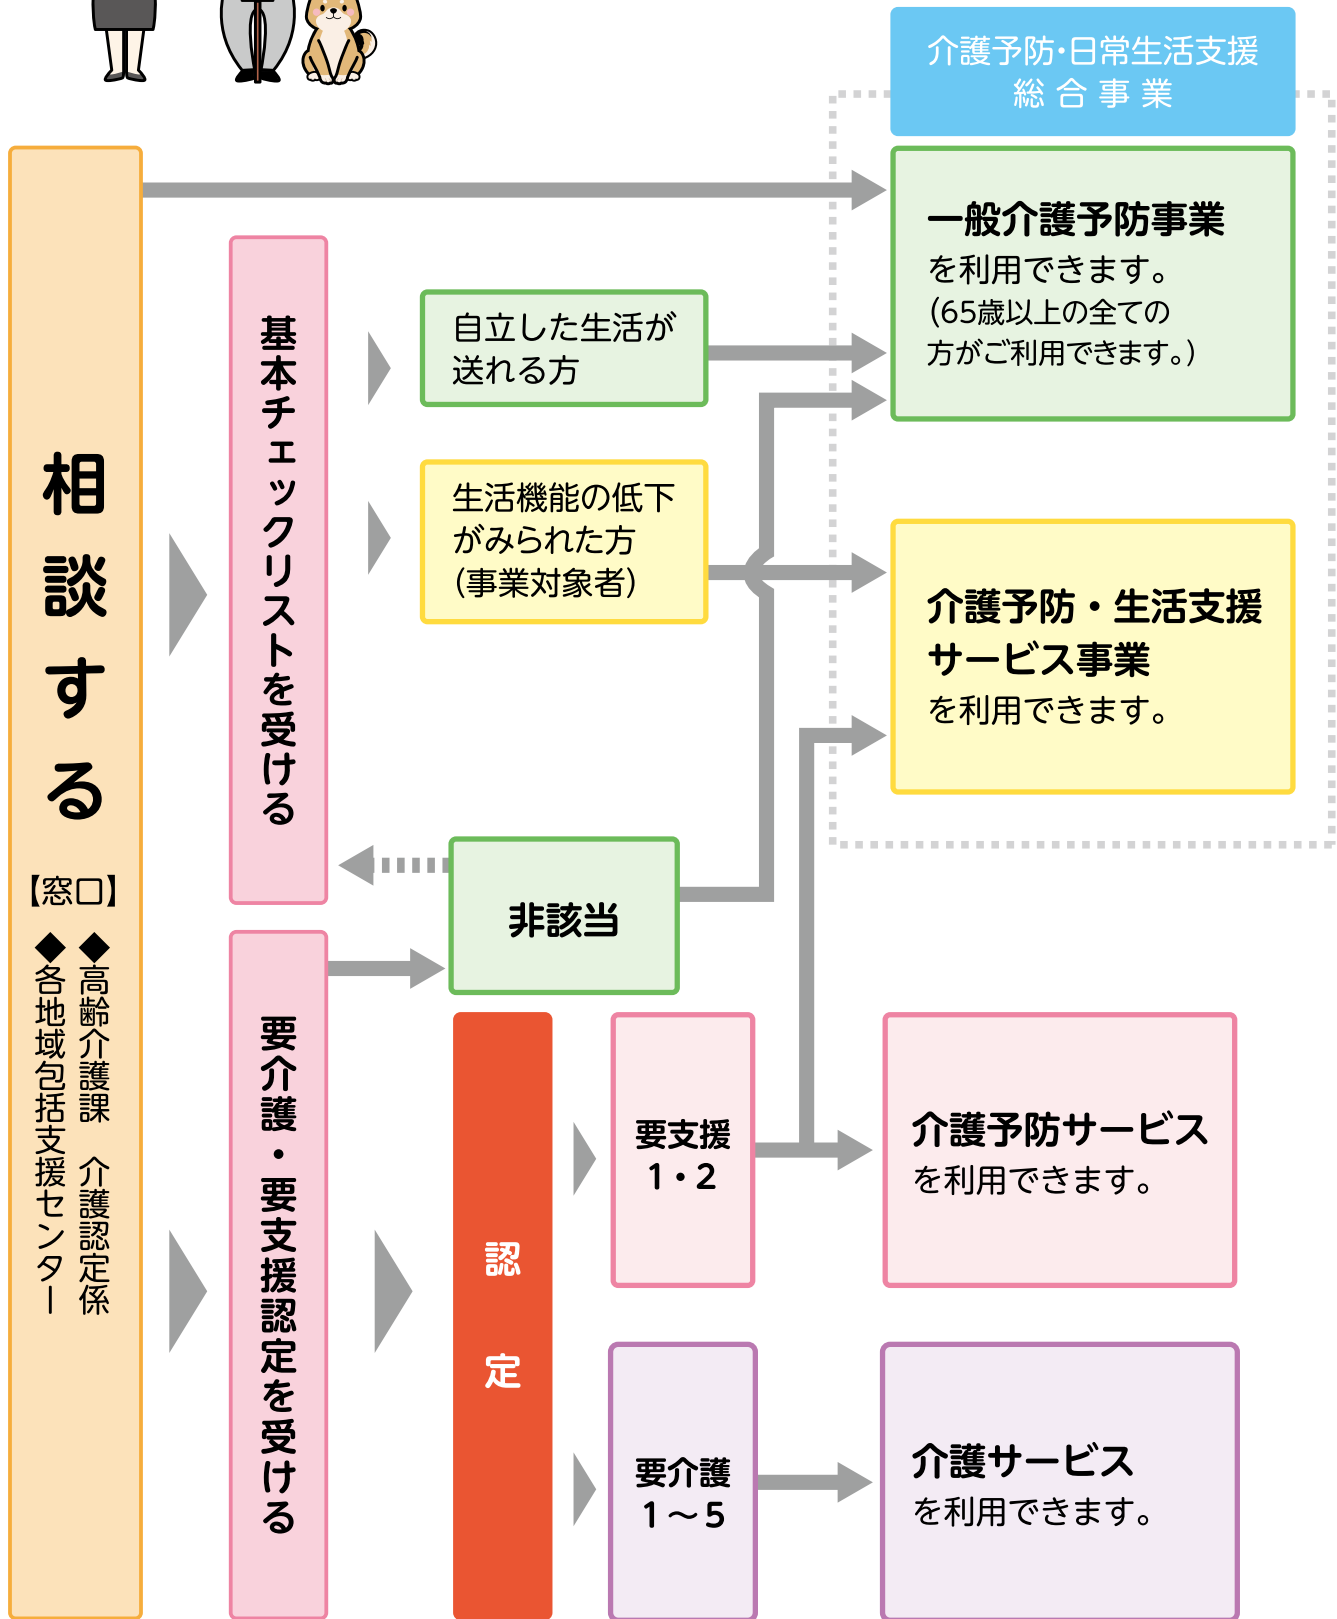 介護予防・日常生活支援
総合事業
相談する
【窓口】
◆高齢介護課　介護認定係
◆各地域包括支援センター
基本チェックリストを受ける
自立した生活が
送れる方
生活機能の低下
がみられた方
（事業対象者）
一般介護予防事業
を利用できます。
（65歳以上の全ての
方がご利用できます。）
介護予防・生活支援
サービス事業
を利用できます。
非該当
要介護・要支援認定を受ける
認定
要支援
1・2
介護予防サービス
を利用できます。
要介護
1～5
介護サービス
を利用できます。